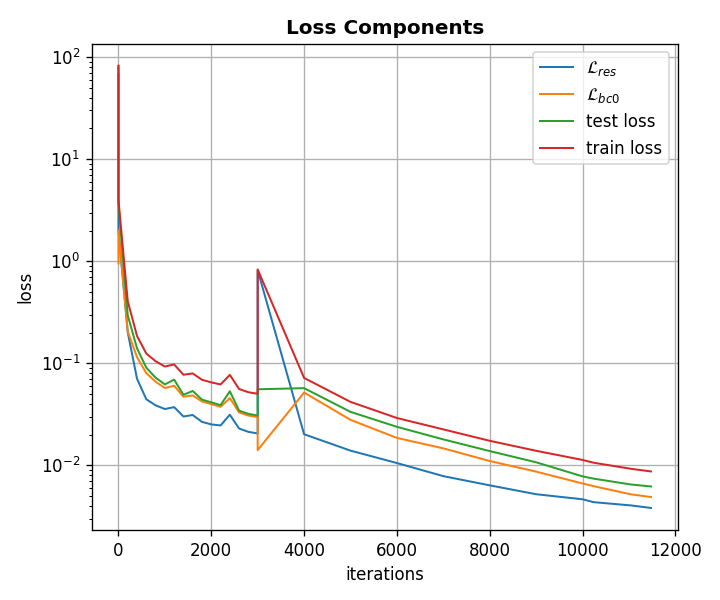 Loss Components
10²
10¹
10⁰
10⁻¹
10⁻²
loss
ℒ_res
ℒ_bc0
test loss
train loss
0 2000 4000 6000 8000 10000 12000
iterations